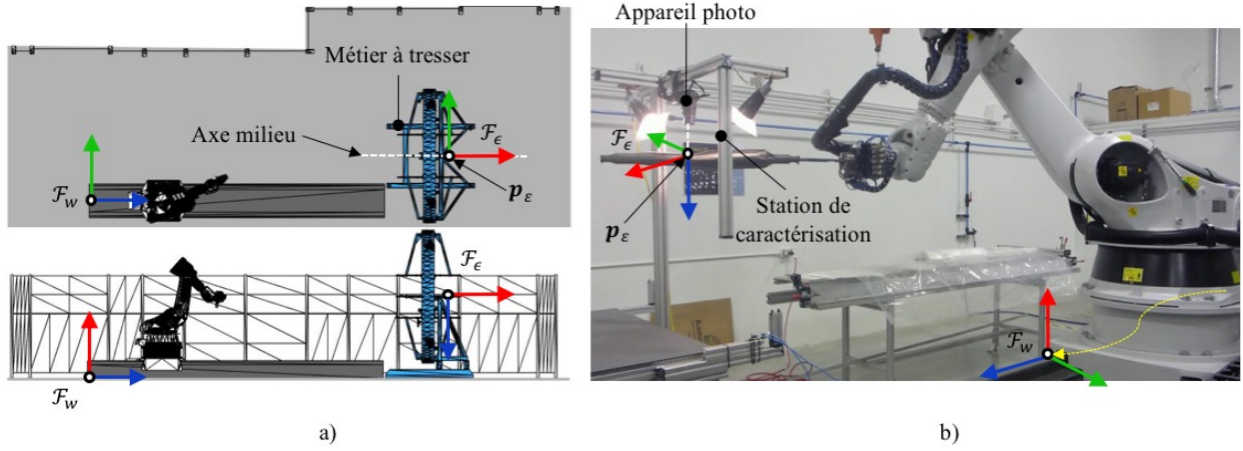 Métier à tresser
Axe milieu
ℱ_ϵ
𝒑_ε
ℱ_w
ℱ_ϵ
ℱ_w
a)
Appareil photo
ℱ_ϵ
𝒑_ε
Station de
caractérisation
ℱ_w
b)